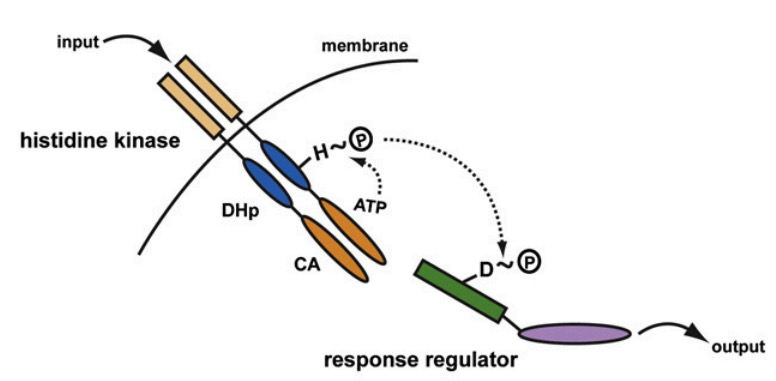 input
membrane
histidine kinase
H~P
DHp
ATP
CA
D~P
output
response regulator